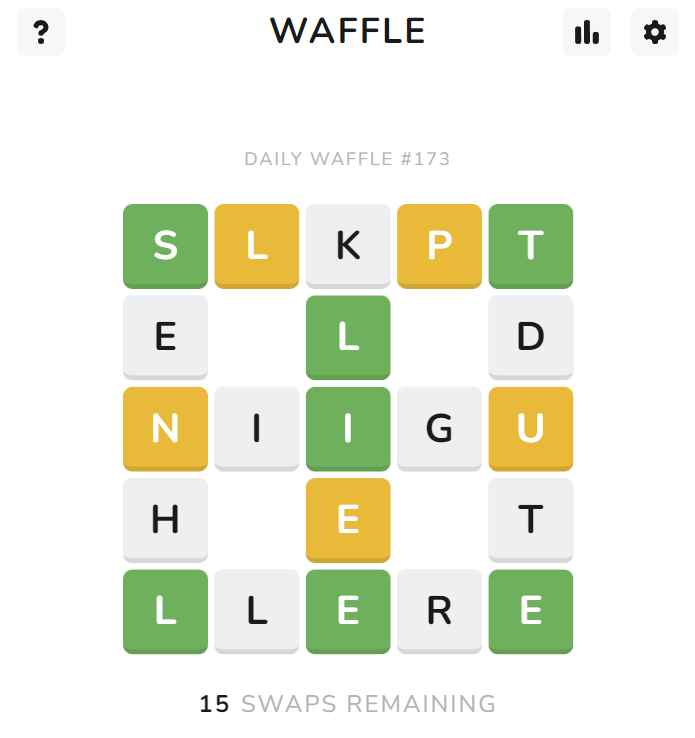 ?
WAFFLE
DAILY WAFFLE #173
S L K P T
E L D
N I I G U
H E T
L L E R E
15 SWAPS REMAINING